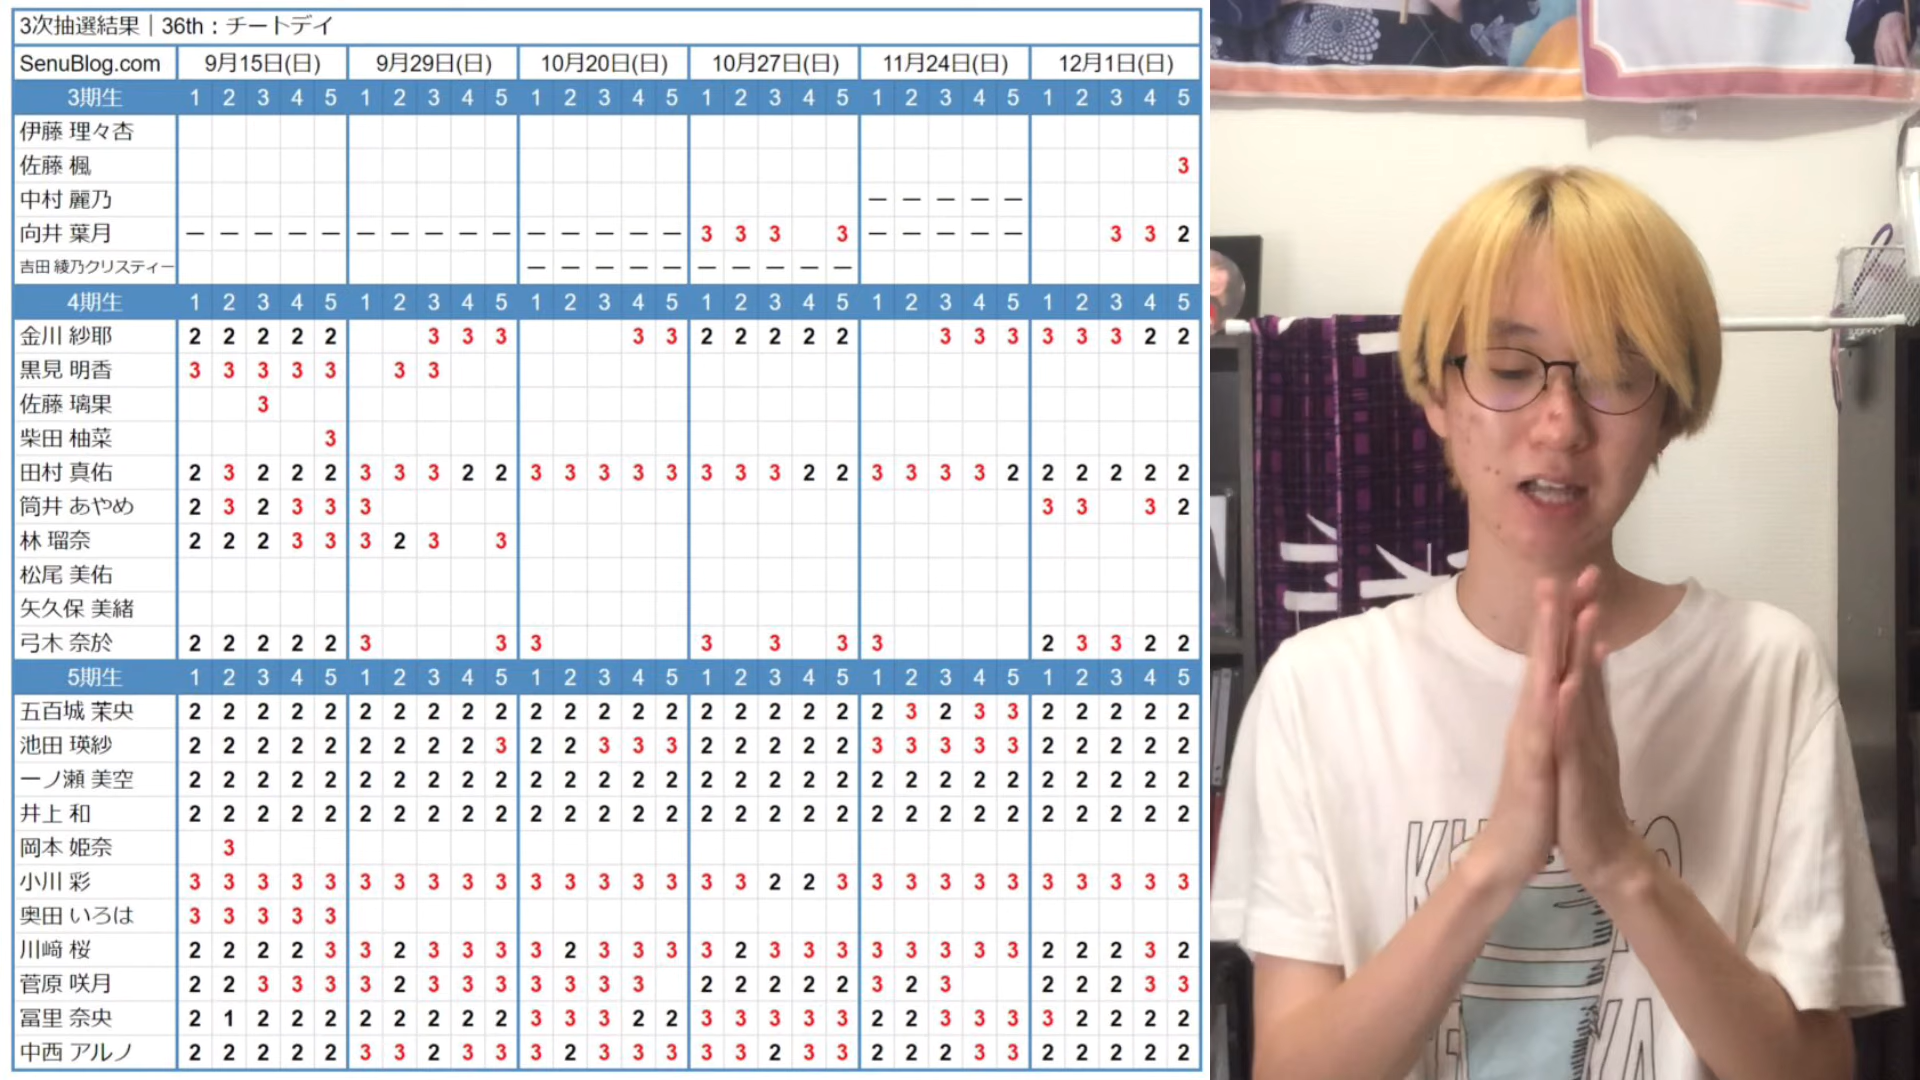 3次抽選結果｜36th：チートデイ
SenuBlog.com 9月15日(日) 9月29日(日) 10月20日(日) 10月27日(日) 11月24日(日) 12月1日(日)
3期生 1 2 3 4 5 1 2 3 4 5 1 2 3 4 5 1 2 3 4 5 1 2 3 4 5 1 2 3 4 5
伊藤 理々杏
佐藤 楓 3
中村 麗乃 — — — — —
向井 葉月 — — — — — — — — — — — — — — — 3 3 3 3 — — — — — 3 3 2
吉田 綾乃クリスティー — — — — — — — — — —
4期生 1 2 3 4 5 1 2 3 4 5 1 2 3 4 5 1 2 3 4 5 1 2 3 4 5 1 2 3 4 5
金川 紗耶 2 2 2 2 2 3 3 3 3 3 2 2 2 2 2 3 3 3 3 3 3 2 2
黒見 明香 3 3 3 3 3 3 3
佐藤 璃果 3
柴田 柚菜 3
田村 真佑 2 3 2 2 2 3 3 3 2 2 3 3 3 3 3 3 3 3 2 2 3 3 3 3 2 2 2 2 2 2
筒井 あやめ 2 3 2 3 3 3 3 3 3 2
林 瑠奈 2 2 2 3 3 3 2 3 3
松尾 美佑
矢久保 美緒
弓木 奈於 2 2 2 2 2 3 3 3 3 3 3 3 2 3 3 2 2
5期生 1 2 3 4 5 1 2 3 4 5 1 2 3 4 5 1 2 3 4 5 1 2 3 4 5 1 2 3 4 5
五百城 茉央 2 2 2 2 2 2 2 2 2 2 2 2 2 2 2 2 2 2 2 2 2 3 2 3 3 2 2 2 2 2
池田 瑛紗 2 2 2 2 2 2 2 2 2 3 2 2 3 3 3 2 2 2 2 2 3 3 3 3 3 2 2 2 2 2
一ノ瀬 美空 2 2 2 2 2 2 2 2 2 2 2 2 2 2 2 2 2 2 2 2 2 2 2 2 2 2 2 2 2 2
井上 和 2 2 2 2 2 2 2 2 2 2 2 2 2 2 2 2 2 2 2 2 2 2 2 2 2 2 2 2 2 2
岡本 姫奈 3
小川 彩 3 3 3 3 3 3 3 3 3 3 3 3 3 3 3 3 3 2 2 3 3 3 3 3 3 3 3 3 3 3
奥田 いろは 3 3 3 3 3
川﨑 桜 2 2 2 2 3 3 2 3 3 3 3 2 3 3 3 3 2 3 3 3 3 3 3 3 3 2 2 2 3 2
菅原 咲月 2 2 3 3 3 3 2 3 3 3 3 3 3 3 2 2 2 2 2 3 2 3 2 2 2 3 3
冨里 奈央 2 1 2 2 2 2 2 2 2 2 3 3 3 2 2 3 3 3 3 3 2 2 3 3 3 3 2 2 2 2
中西 アルノ 2 2 2 2 2 3 3 2 3 3 3 2 3 3 3 3 3 2 3 3 2 2 2 3 3 2 2 2 2 2